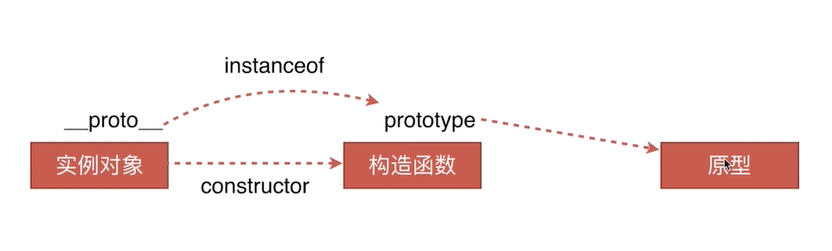 instanceof
__proto__
prototype
实例对象
构造函数
原型
constructor